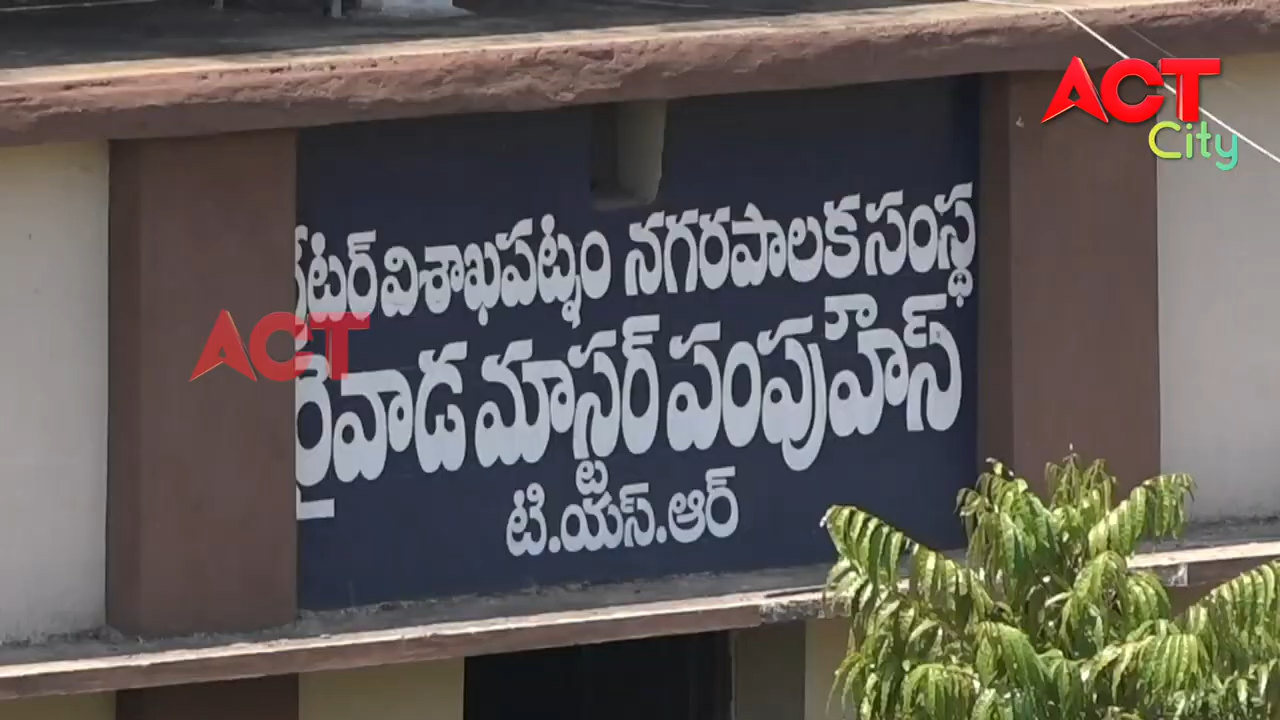 ACT
City
విశాఖపట్నం నగరపాలక సంస్థ
ACT
మాస్టర్ పంపుహౌస్
టి.యస్.ఆర్